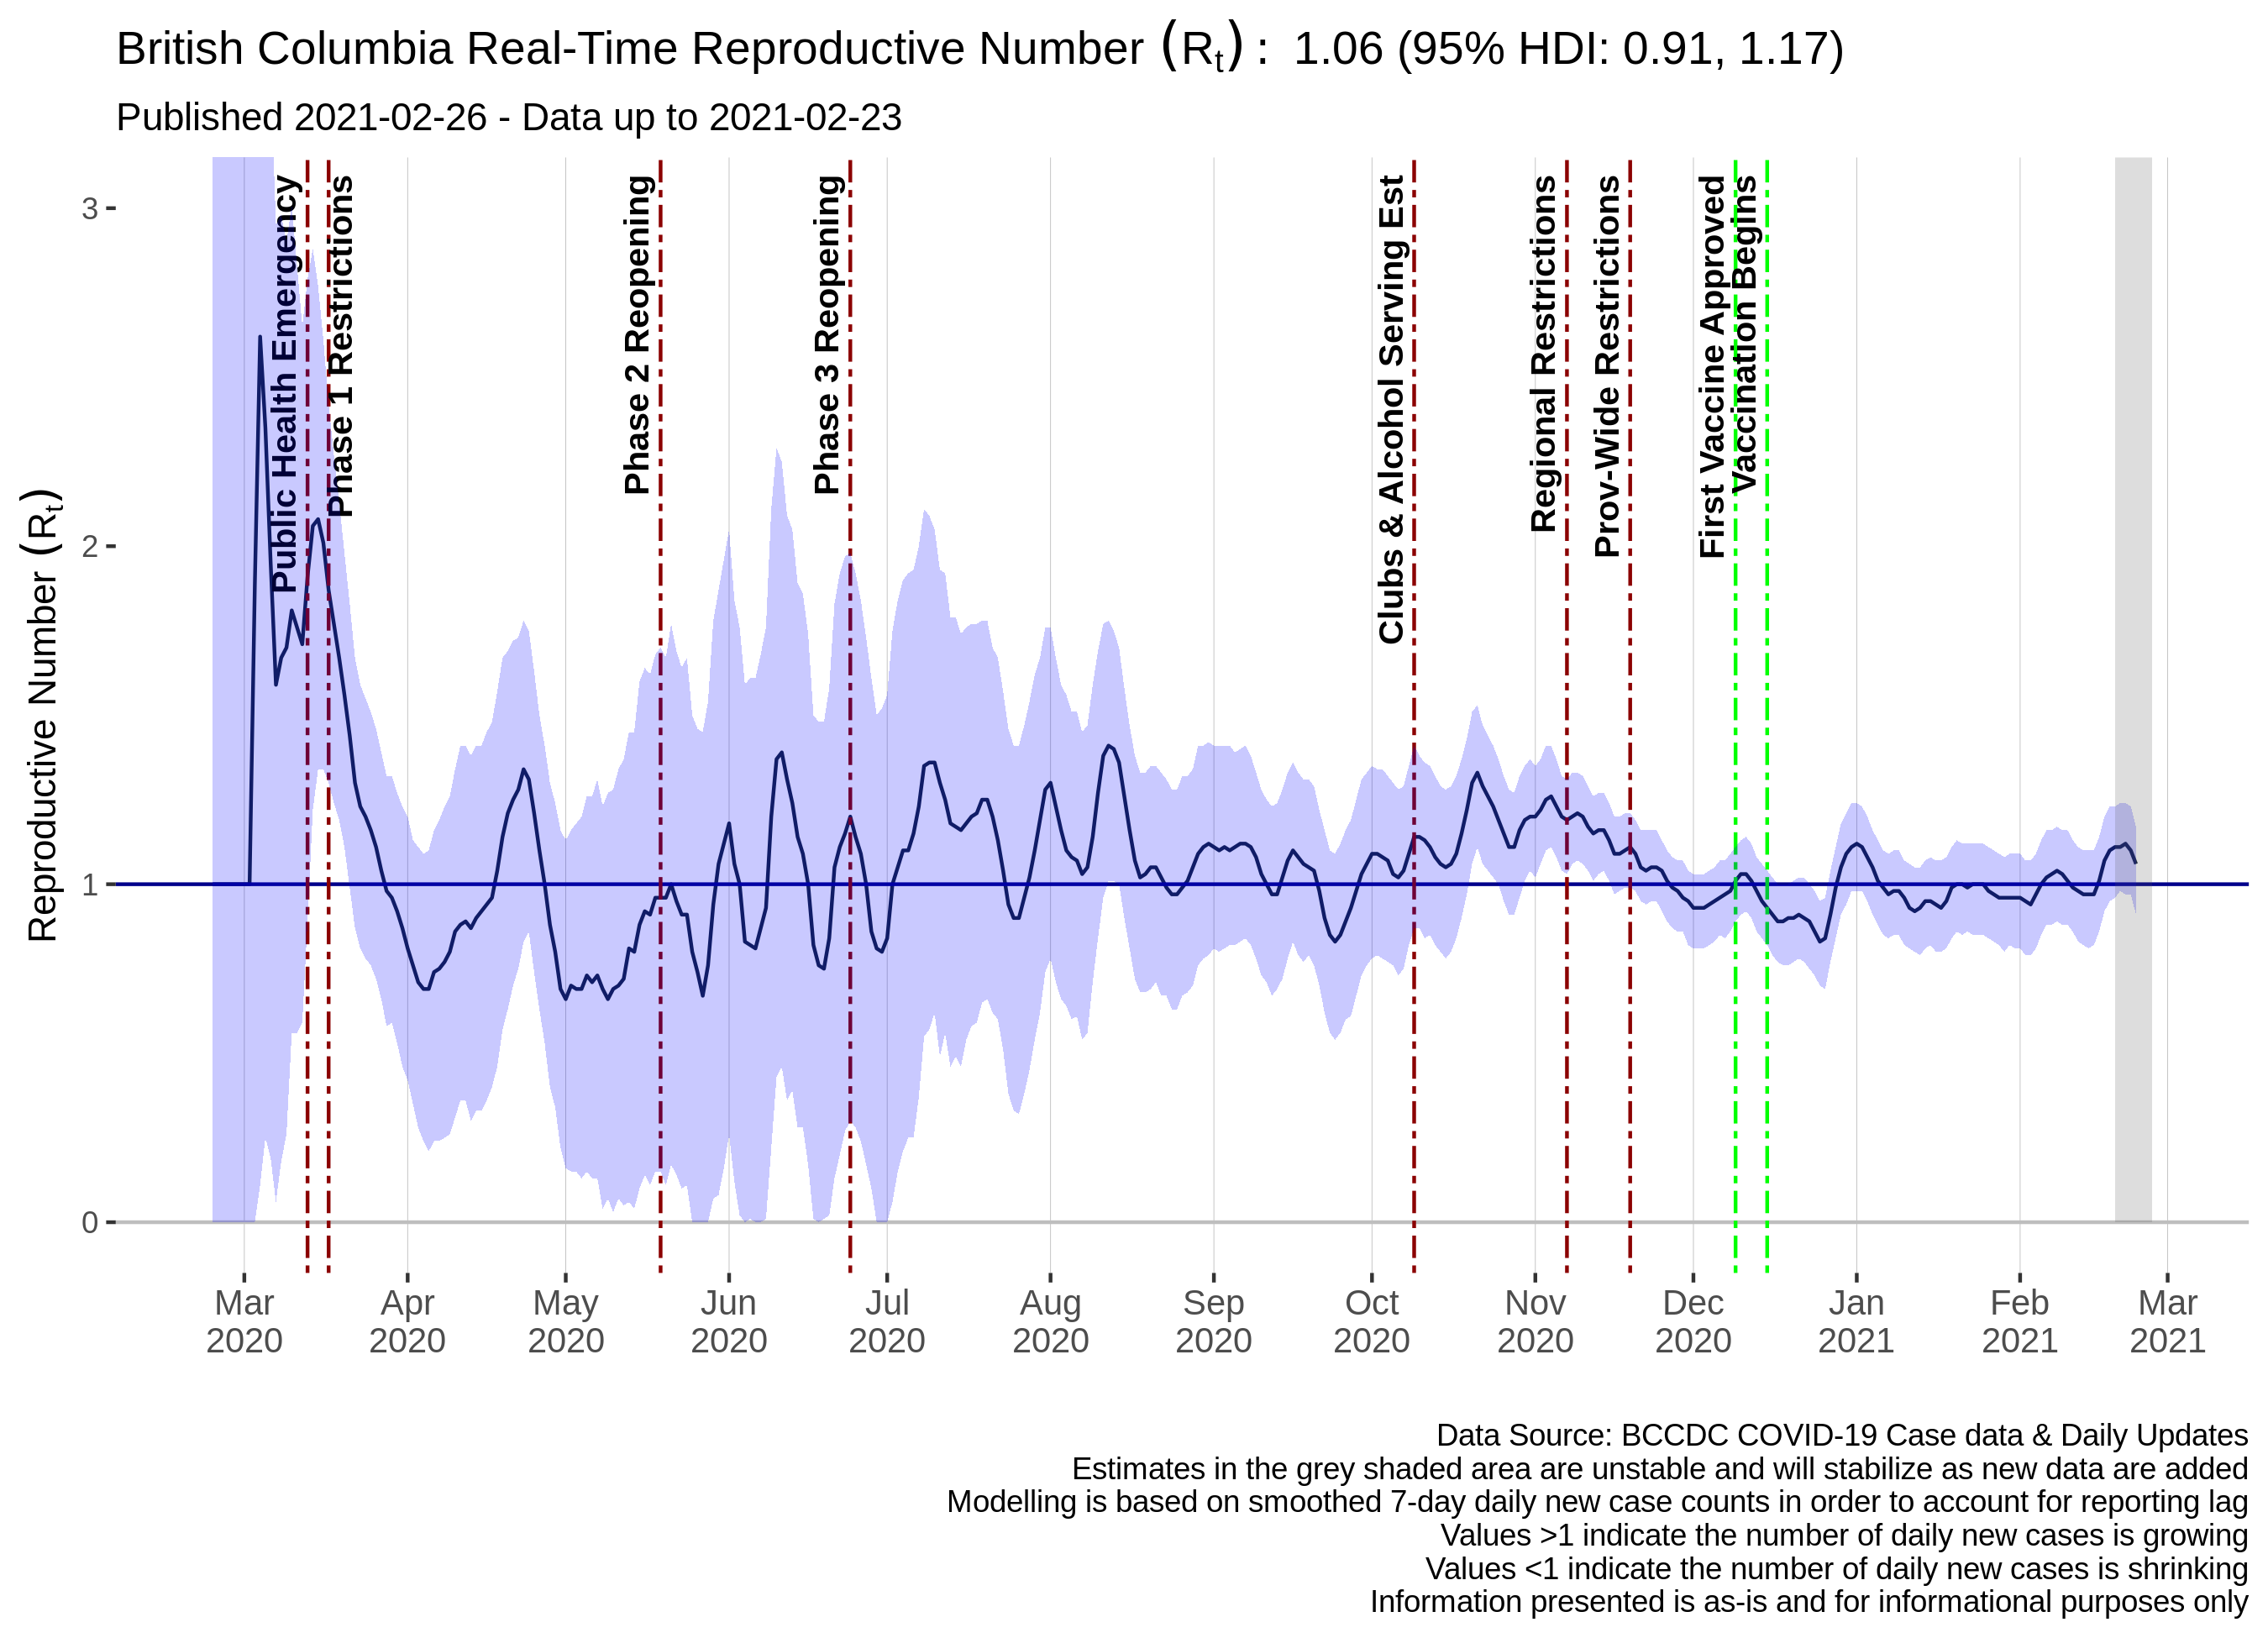 British Columbia Real-Time Reproductive Number (Rt): 1.06 (95% HDI: 0.91, 1.17)
Published 2021-02-26 - Data up to 2021-02-23
Reproductive Number (Rt)
3
2
1
0
Public Health Emergency
Phase 1 Restrictions
Phase 2 Reopening
Phase 3 Reopening
Clubs & Alcohol Serving Est
Regional Restrictions
Prov-Wide Restrictions
First Vaccine Approved
Vaccination Begins
Mar Apr May Jun Jul Aug Sep Oct Nov Dec Jan Feb Mar
2020 2020 2020 2020 2020 2020 2020 2020 2020 2020 2021 2021 2021
Data Source: BCCDC COVID-19 Case data & Daily Updates
Estimates in the grey shaded area are unstable and will stabilize as new data are added
Modelling is based on smoothed 7-day daily new case counts in order to account for reporting lag
Values >1 indicate the number of daily new cases is growing
Values <1 indicate the number of daily new cases is shrinking
Information presented is as-is and for informational purposes only